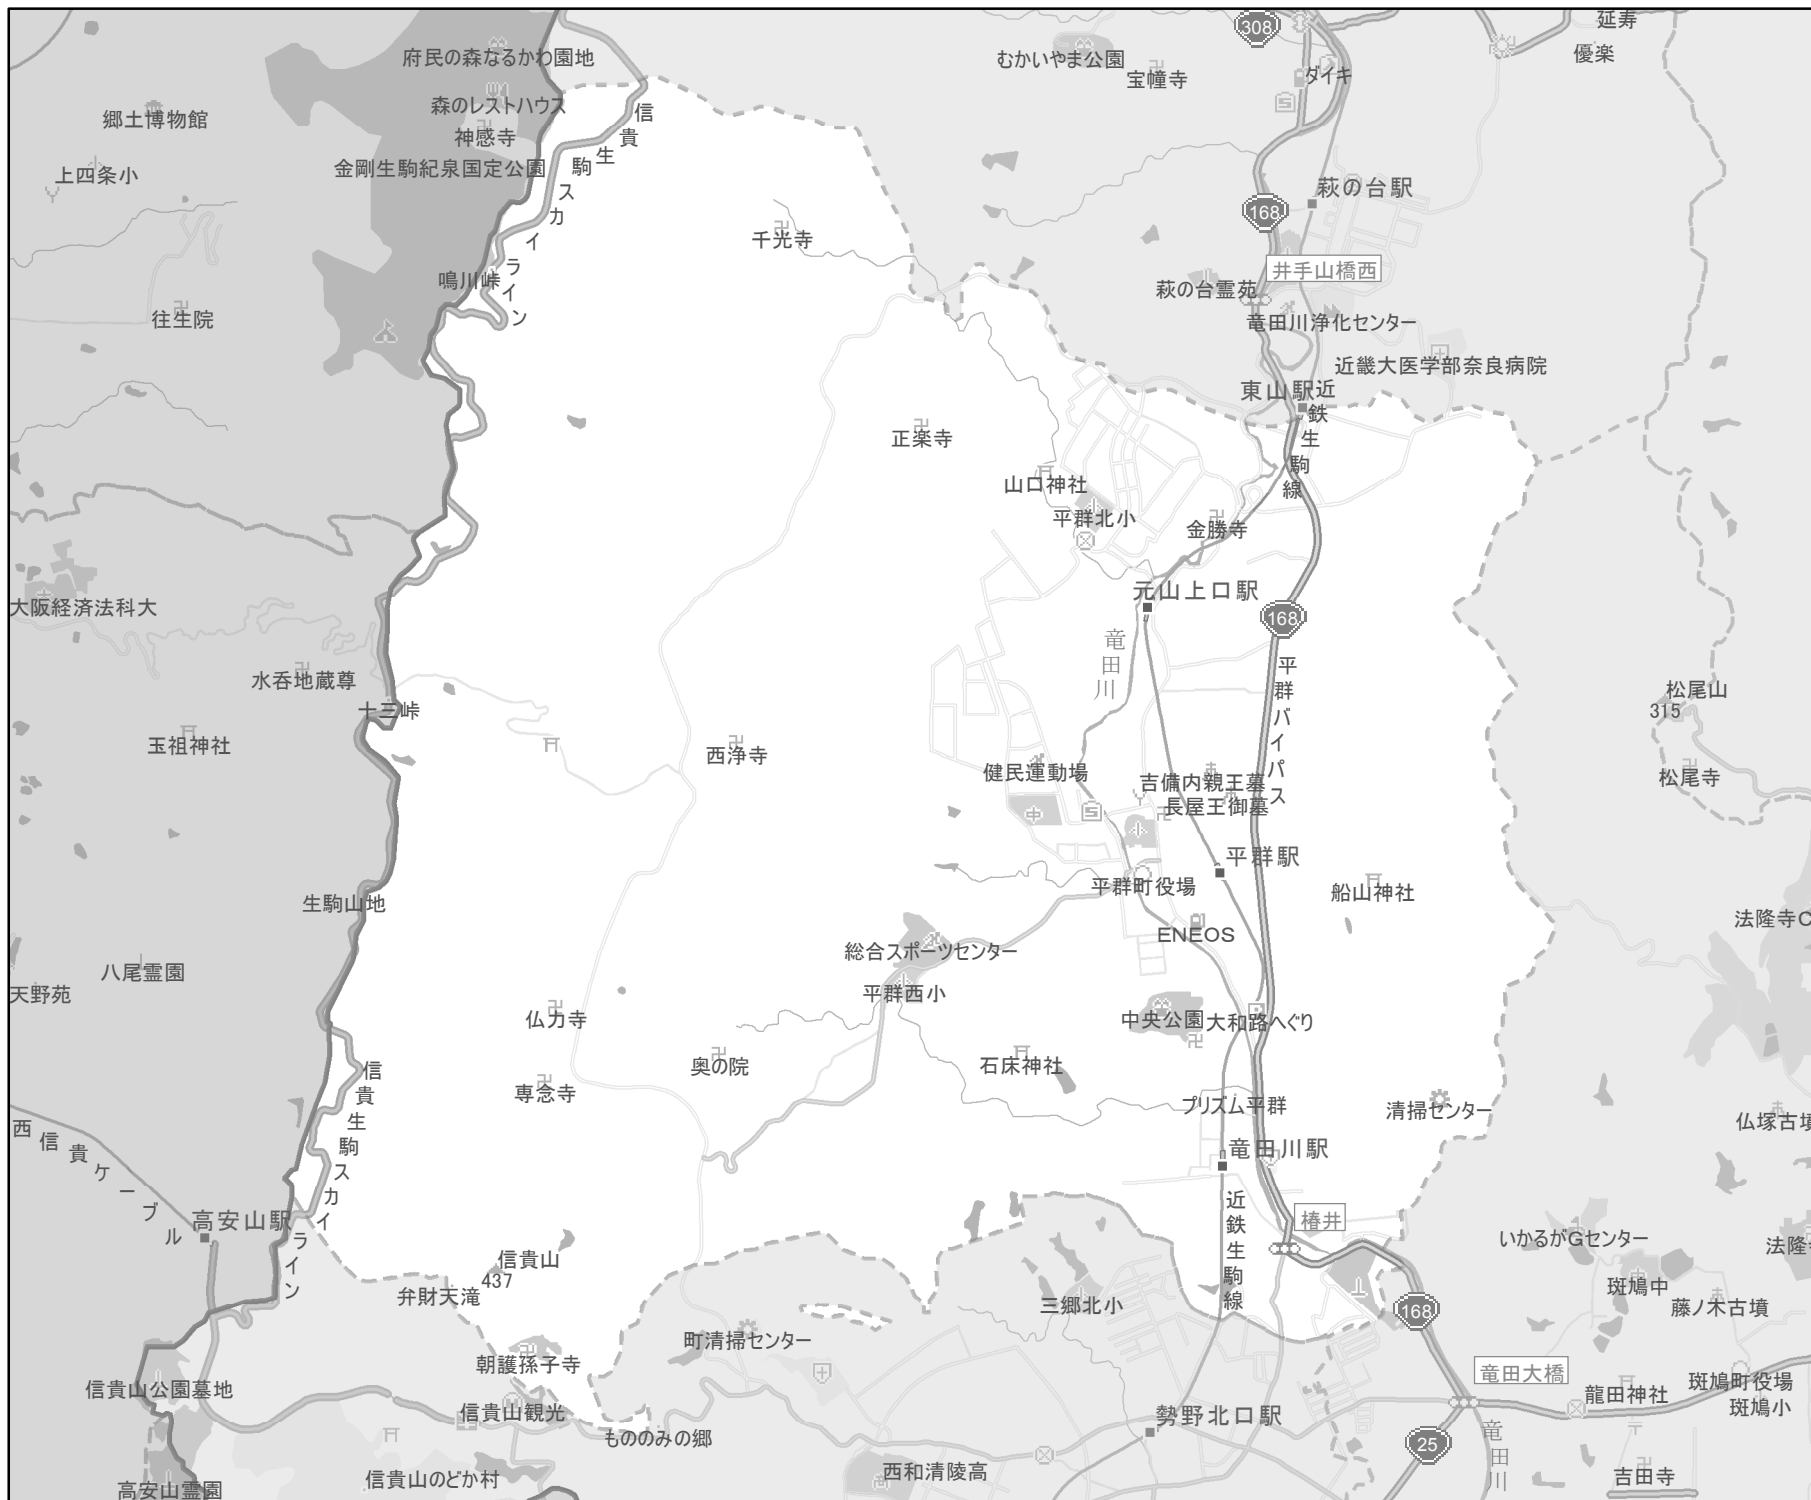 308
延寿
優楽
府民の森なるかわ園地
むかいやま公園
宝幢寺
ダイキ
森のレストハウス
郷土博物館
神感寺
信貴生駒スカイライン
金剛生駒紀泉国定公園
上四条小
萩の台駅
168
千光寺
井手山橋西
鳴川峠
萩の台霊苑
往生院
竜田川浄化センター
近畿大医学部奈良病院
東山駅
近鉄生駒線
正楽寺
山口神社
平群北小
金勝寺
元山上口駅
大阪経済法科大
168
竜田川
平群バイパス
水呑地蔵尊
十三峠
松尾山
315
玉祖神社
西浄寺
健民運動場
吉備内親王墓
長屋王御墓
松尾寺
平群駅
平群町役場
船山神社
生駒山地
法隆寺C
ENEOS
総合スポーツセンター
八尾霊園
天野苑
平群西小
仏力寺
中央公園
大和路へぐり
奥の院
石床神社
信貴生駒スカイライン
専念寺
プリズム平群
清掃センター
仏塚古墳
西信貴ケーブル
竜田川駅
高安山駅
近鉄生駒線
椿井
いかるがGセンター
法隆
信貴山
437
弁財天滝
三郷北小
168
斑鳩中
藤ノ木古墳
町清掃センター
朝護孫子寺
竜田大橋
信貴山公園墓地
斑鳩町役場
龍田神社
斑鳩小
信貴山観光
勢野北口駅
もののみの郷
25
竜田川
西和清陵高
信貴山のどか村
吉田寺
高安山霊園